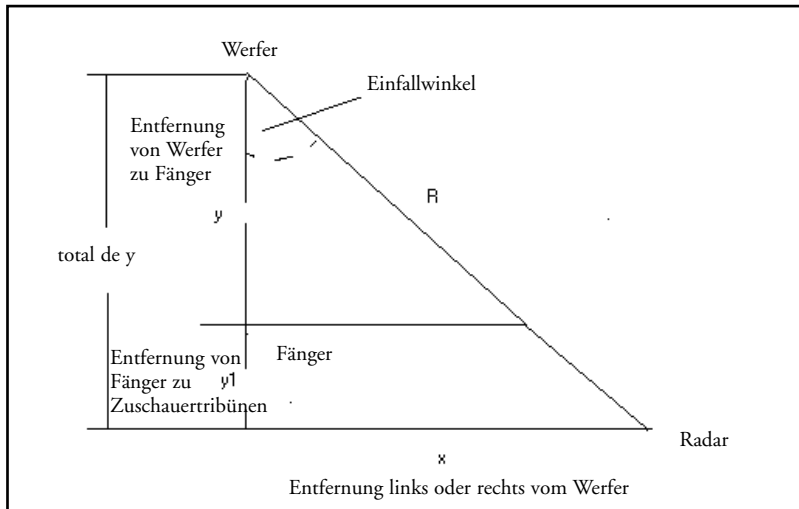 Werfer
Einfallwinkel
Entfernung
von Werfer
zu Fänger
R
y
total de y
Entfernung von
Fänger zu y1
Zuschauertribünen
Fänger
Radar
x
Entfernung links oder rechts vom Werfer